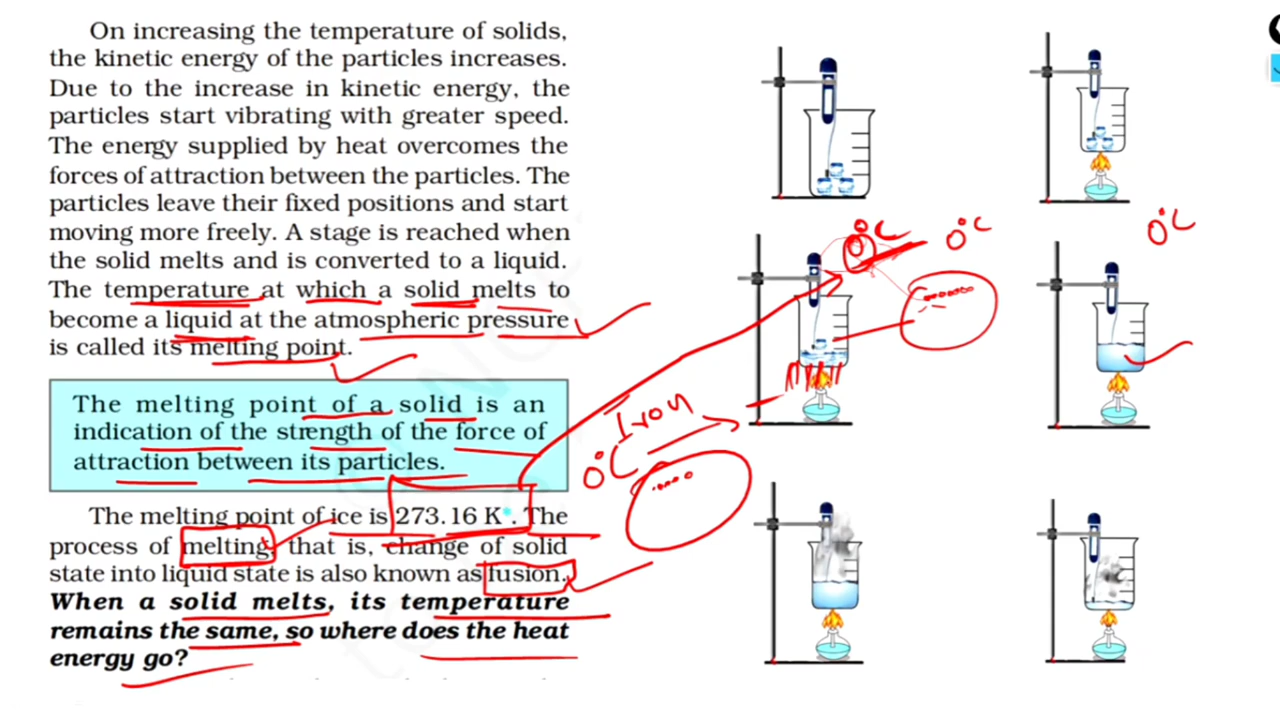 On increasing the temperature of solids,
the kinetic energy of the particles increases.
Due to the increase in kinetic energy, the
particles start vibrating with greater speed.
The energy supplied by heat overcomes the
forces of attraction between the particles. The
particles leave their fixed positions and start
moving more freely. A stage is reached when
the solid melts and is converted to a liquid.
The temperature at which a solid melts to
become a liquid at the atmospheric pressure
is called its melting point.
The melting point of a solid is an
indication of the strength of the force of
attraction between its particles.
The melting point of ice is 273.16 K*. The
process of melting, that is, change of solid
state into liquid state is also known as fusion.
When a solid melts, its temperature
remains the same, so where does the heat
energy go?
0°C
0°C
0°C
Iron
0°C